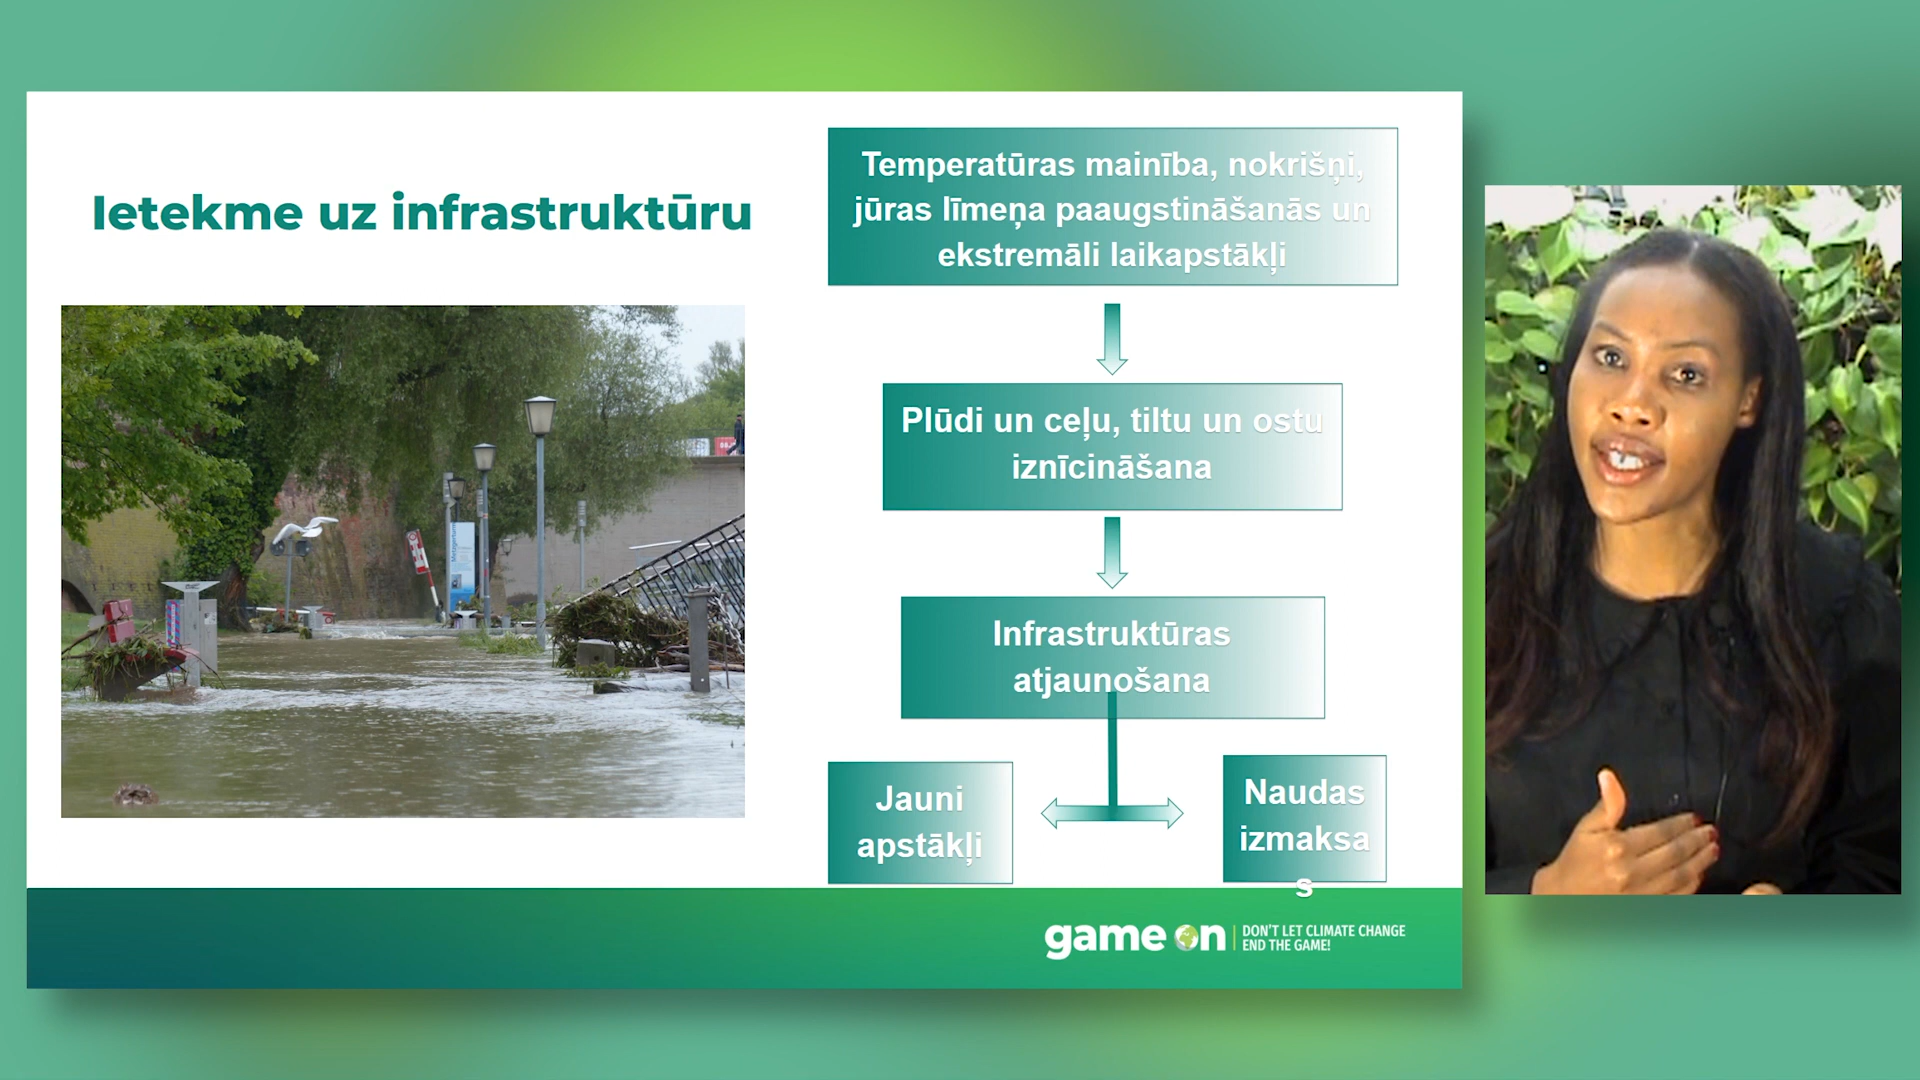 Ietekme uz infrastruktūru
Temperatūras mainība, nokrišņi,
jūras līmeņa paaugstināšanās un
ekstremāli laikapstākļi
Plūdi un ceļu, tiltu un ostu
iznīcināšana
Infrastruktūras
atjaunošana
Jauni
apstākļi
Naudas
izmaksa
s
game on
DON'T LET CLIMATE CHANGE
END THE GAME!